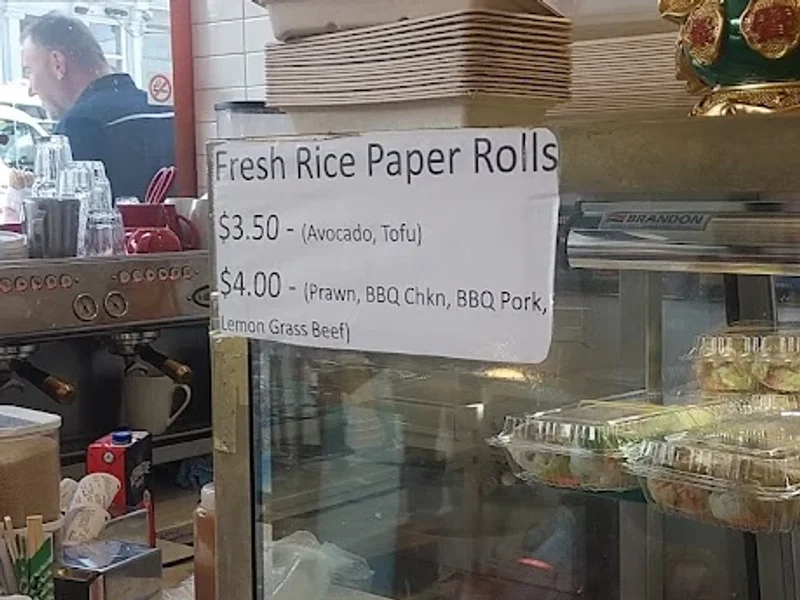 Fresh Rice Paper Rolls
$3.50 - (Avocado, Tofu)
$4.00 - (Prawn, BBQ Chkn, BBQ Pork,
Lemon Grass Beef)
BRANDON